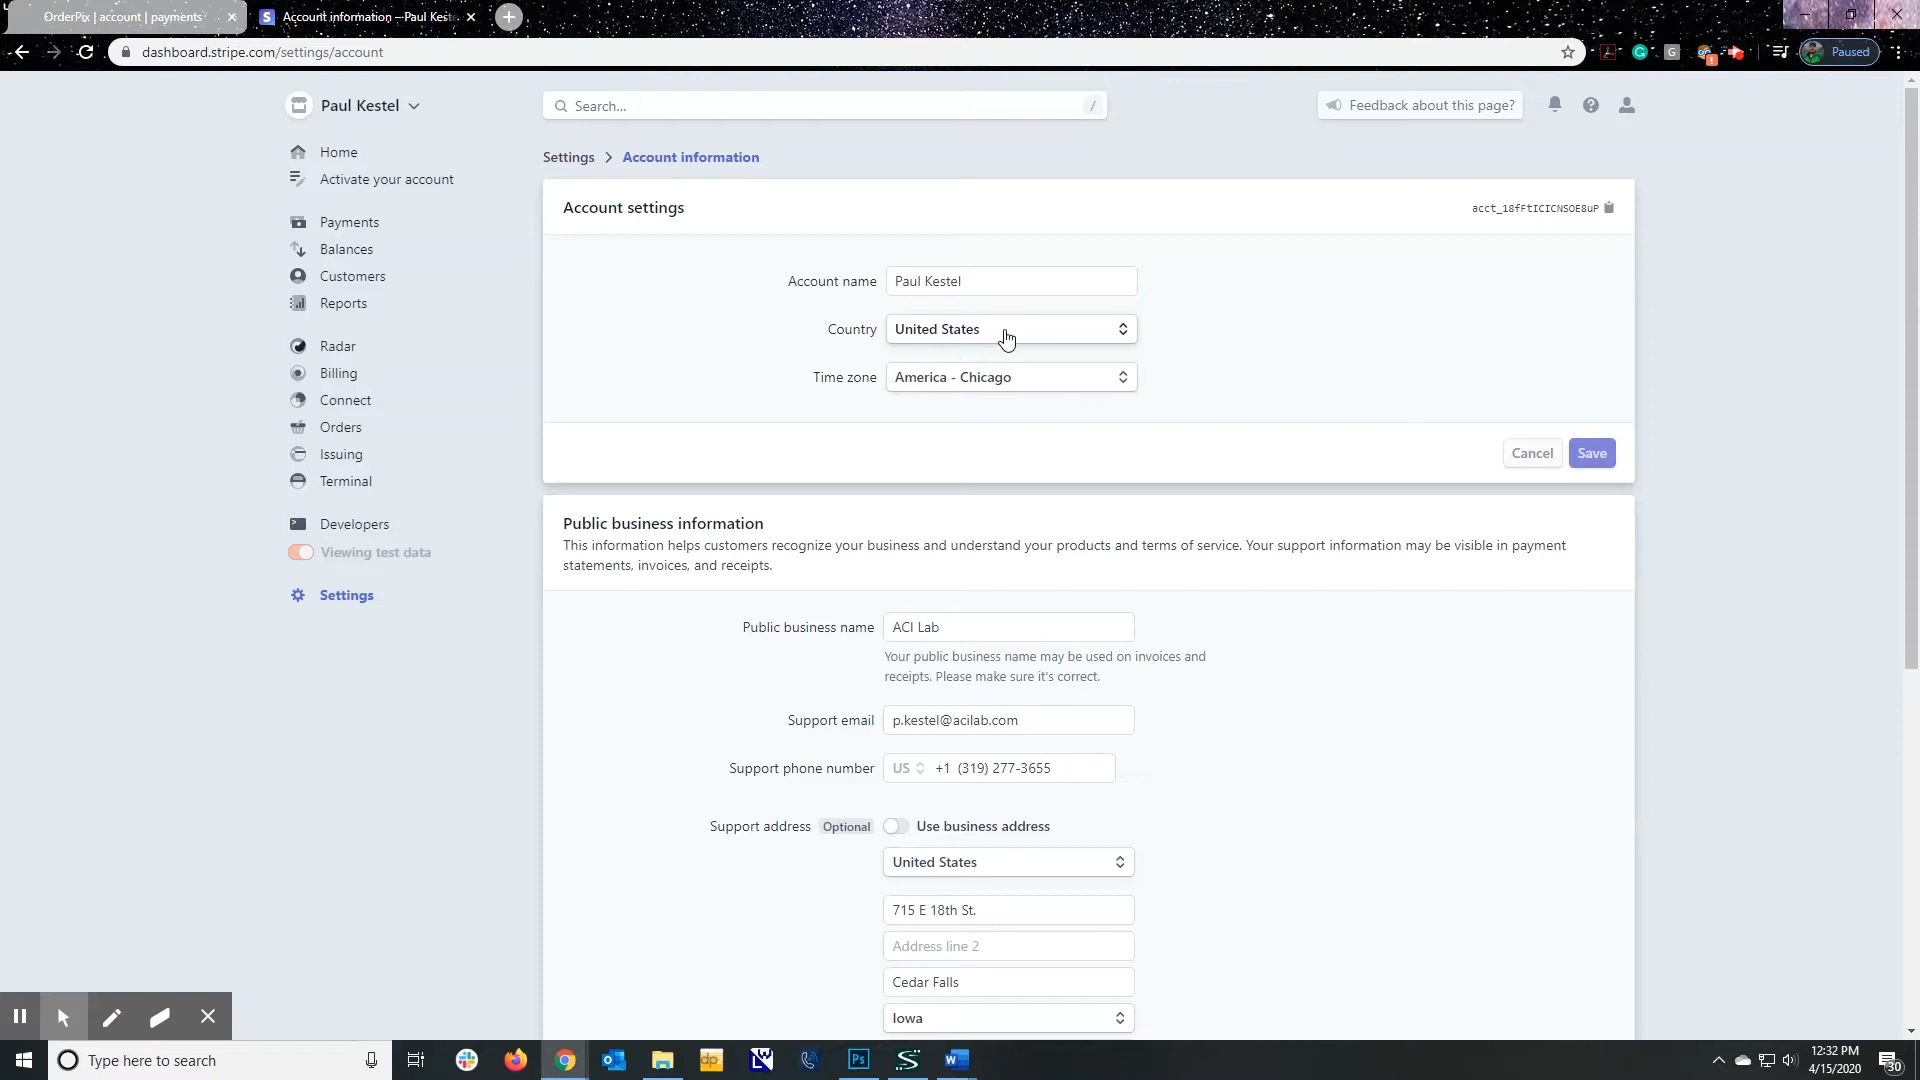 OrderPix | account | payments
Account information – Paul Keste
dashboard.stripe.com/settings/account
Paused
Paul Kestel
Search...
/
Feedback about this page?
Home
Activate your account
Payments
Balances
Customers
Reports
Radar
Billing
Connect
Orders
Issuing
Terminal
Developers
Viewing test data
Settings
Settings > Account information
Account settings
acct_18fFtICICNSOE8uP
Account name
Paul Kestel
Country
United States
Time zone
America - Chicago
Cancel
Save
Public business information
This information helps customers recognize your business and understand your products and terms of service. Your support information may be visible in payment
statements, invoices, and receipts.
Public business name
ACI Lab
Your public business name may be used on invoices and
receipts. Please make sure it's correct.
Support email
p.kestel@acilab.com
Support phone number
US
+1 (319) 277-3655
Support address
Optional
Use business address
United States
715 E 18th St.
Address line 2
Cedar Falls
Iowa
Type here to search
dp
Ps
12:32 PM
4/15/2020
30